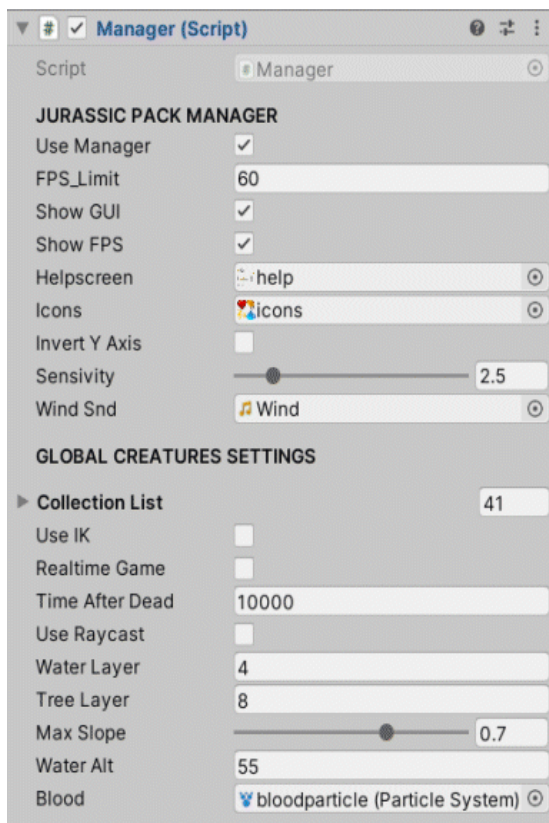 Manager (Script)
Script Manager
JURASSIC PACK MANAGER
Use Manager
FPS_Limit 60
Show GUI
Show FPS
Helpscreen help
Icons icons
Invert Y Axis
Sensivity 2.5
Wind Snd Wind
GLOBAL CREATURES SETTINGS
Collection List 41
Use IK
Realtime Game
Time After Dead 10000
Use Raycast
Water Layer 4
Tree Layer 8
Max Slope 0.7
Water Alt 55
Blood bloodparticle (Particle System)